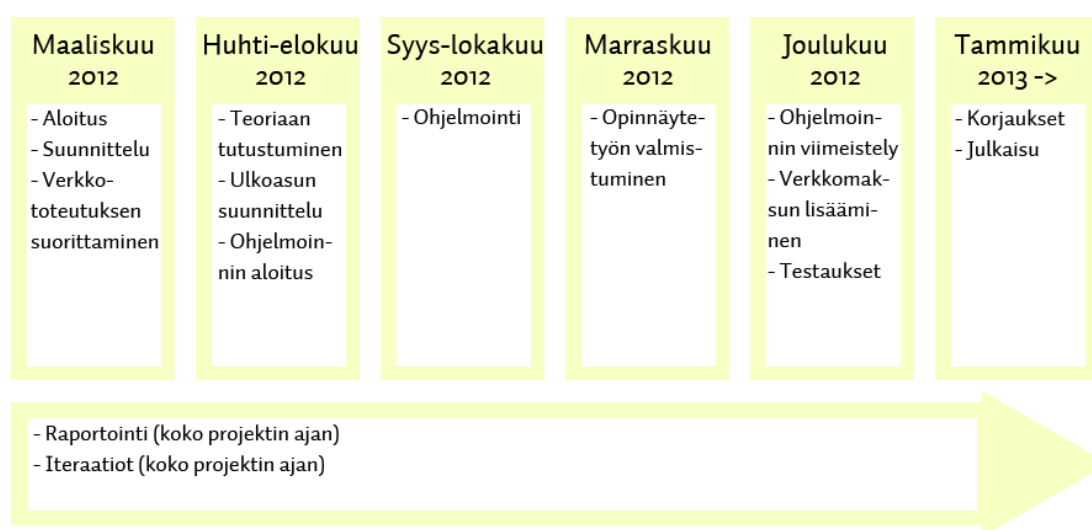 Maaliskuu
2012
- Aloitus
- Suunnittelu
- Verkko-
toteutuksen
suorittaminen
Huhti-elokuu
2012
- Teoriaan
tutustuminen
- Ulkoasun
suunnittelu
- Ohjelmoin-
nin aloitus
Syys-lokakuu
2012
- Ohjelmointi
Marraskuu
2012
- Opinnäyte-
työn valmis-
tuminen
Joulukuu
2012
- Ohjelmoin-
nin viimeistely
- Verkkomak-
sun lisäämi-
nen
- Testaukset
Tammikuu
2013 ->
- Korjaukset
- Julkaisu
- Raportointi (koko projektin ajan)
- Iteraatiot (koko projektin ajan)